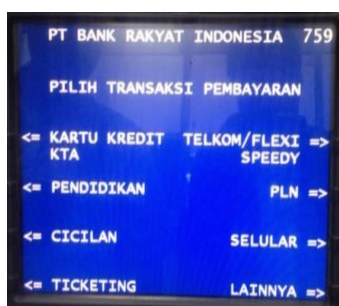 PT BANK RAKYAT INDONESIA 759
PILIH TRANSAKSI PEMBAYARAN
<= KARTU KREDIT TELKOM/FLEXI =>
KTA SPEEDY
<= PENDIDIKAN PLN =>
<= CICILAN SELULAR =>
<= TICKETING LAINNYA =>